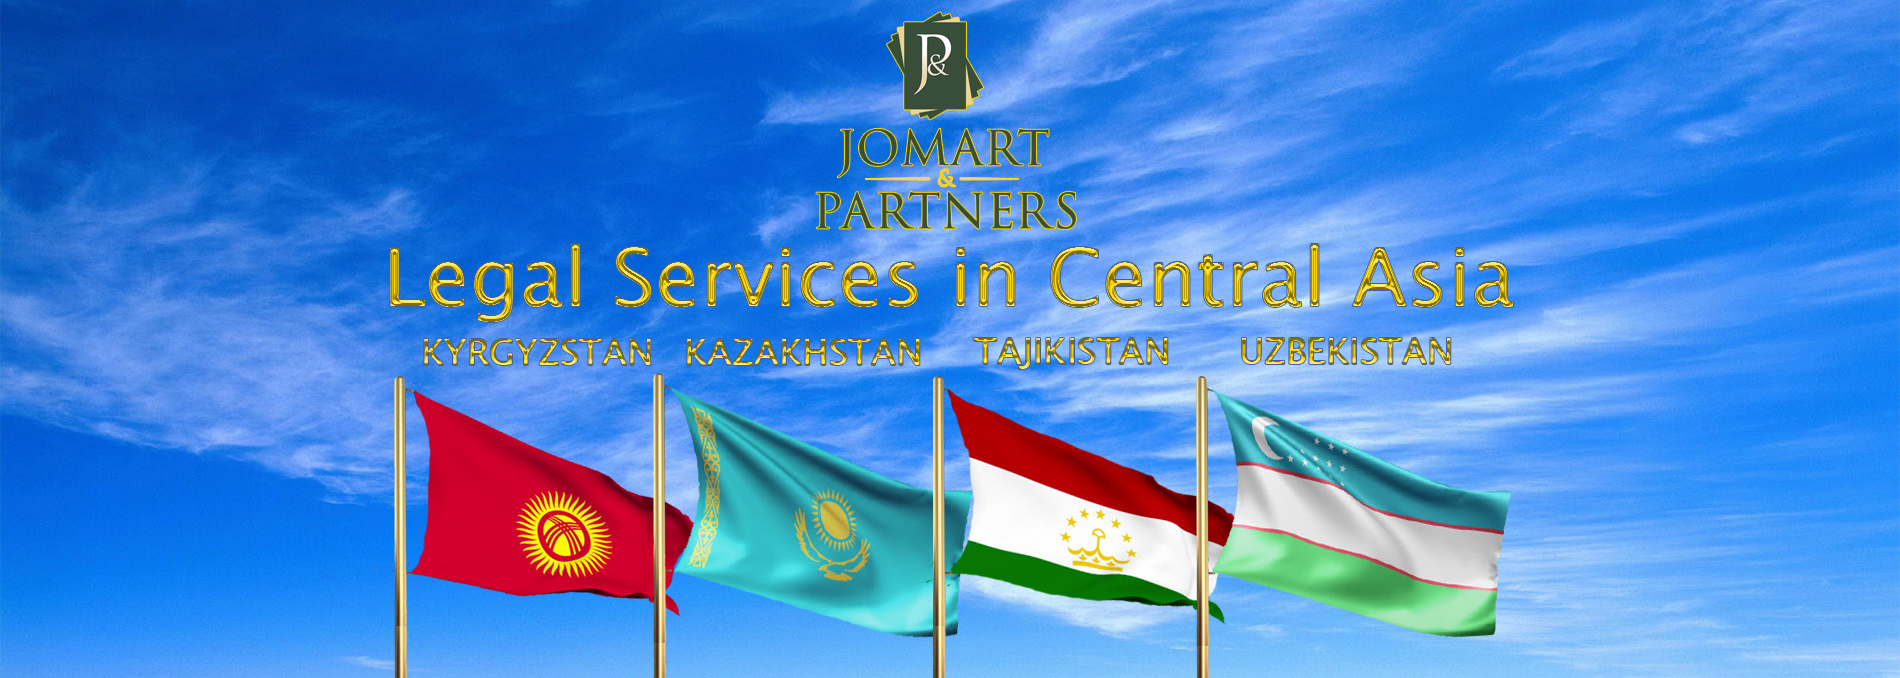 J&P
JOMART
&
PARTNERS
Legal Services in Central Asia
KYRGYZSTAN KAZAKHSTAN TAJIKISTAN UZBEKISTAN